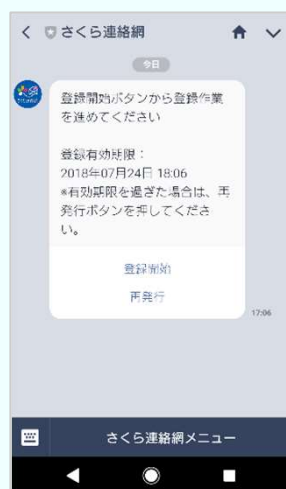 さくら連絡網
今日
登録開始ボタンから登録作業
を進めてください
登録有効期限：
2018年07月24日 18:06
※有効期限を過ぎた場合は、再
発行ボタンを押してくださ
い。
登録開始
再発行
17:06
さくら連絡網メニュー